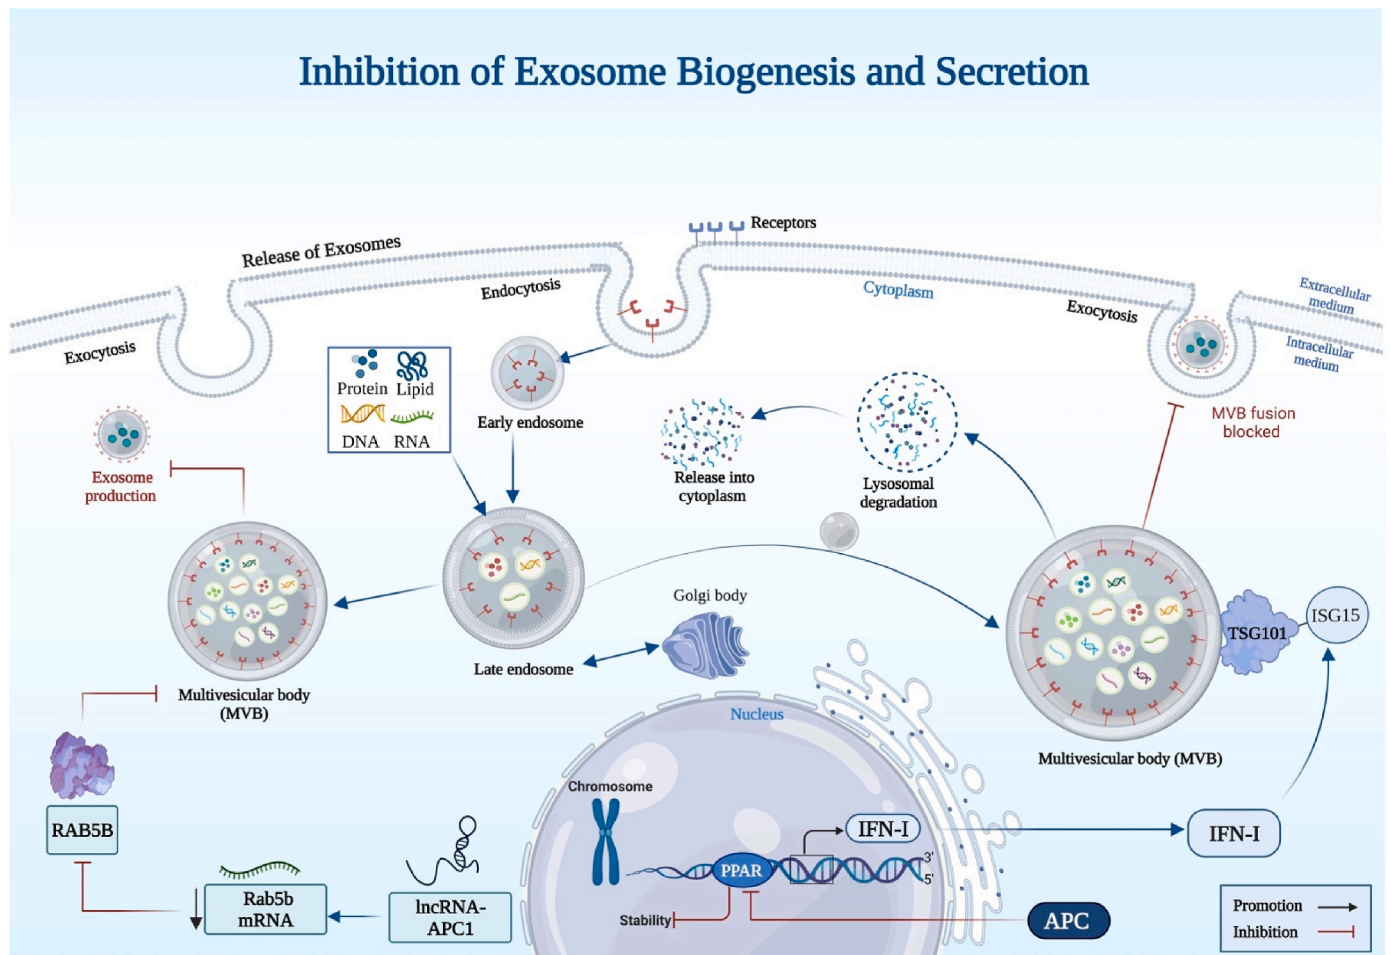 Inhibition of Exosome Biogenesis and Secretion
Receptors
Release of Exosomes
Endocytosis
Cytoplasm
Exocytosis
Extracellular
medium
Intracellular
medium
Exocytosis
Protein Lipid
DNA RNA
Early endosome
MVB fusion
blocked
Exosome
production
Release into
cytoplasm
Lysosomal
degradation
Golgi body
TSG101
ISG15
Late endosome
Multivesicular body
(MVB)
Nucleus
Multivesicular body (MVB)
Chromosome
RAB5B
IFN-I
IFN-I
3'
5'
PPAR
Rab5b
mRNA
lncRNA-
APC1
Stability
APC
Promotion
Inhibition